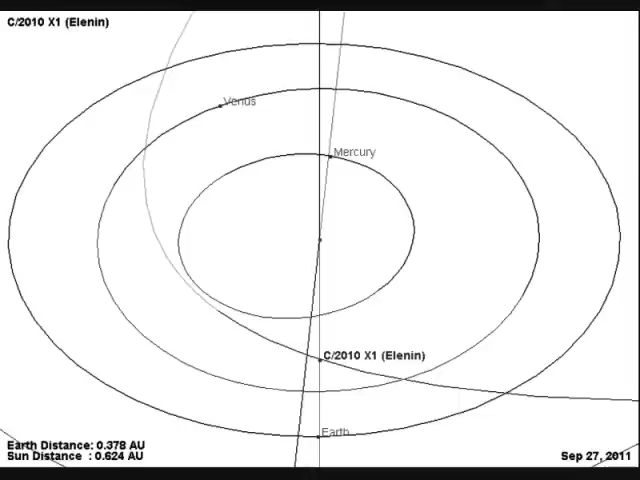 C/2010 X1 (Elenin)
Venus
Mercury
C/2010 X1 (Elenin)
Earth
Earth Distance: 0.378 AU
Sun Distance : 0.624 AU
Sep 27, 2011